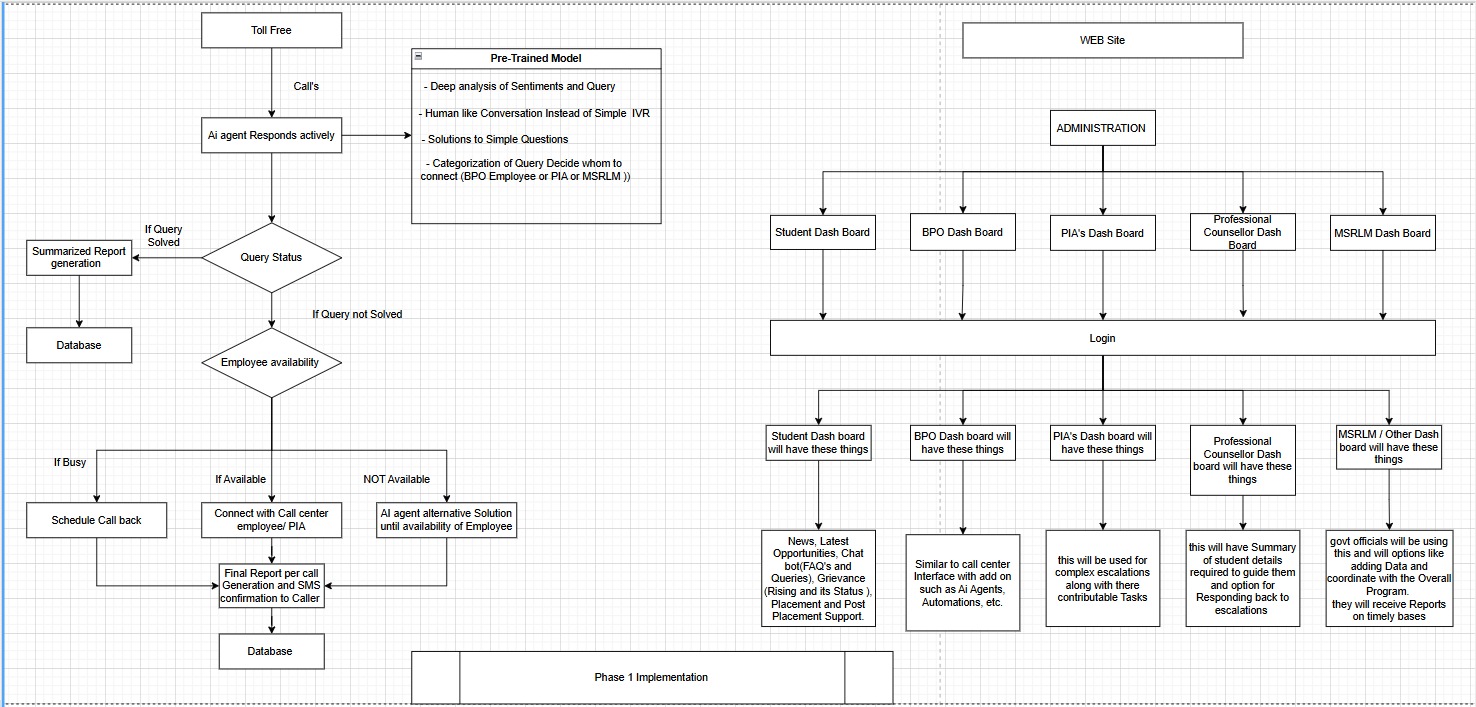 Toll Free
Call's
Ai agent Responds actively
Pre-Trained Model
- Deep analysis of Sentiments and Query
- Human like Conversation Instead of Simple IVR
- Solutions to Simple Questions
- Categorization of Query Decide whom to
connect (BPO Employee or PIA or MSRLM ))
Query Status
If Query
Solved
Summarized Report
generation
Database
If Query not Solved
Employee availability
If Busy
If Available
NOT Available
Schedule Call back
Connect with Call center
employee/ PIA
AI agent alternative Solution
until availability of Employee
Final Report per call
Generation and SMS
confirmation to Caller
Database
Phase 1 Implementation
WEB Site
ADMINISTRATION
Student Dash Board
BPO Dash Board
PIA's Dash Board
Professional
Counsellor Dash
Board
MSRLM Dash Board
Login
Student Dash board
will have these things
BPO Dash board will
have these things
PIA's Dash board will
have these things
Professional
Counsellor Dash
board will have these
things
MSRLM / Other Dash
board will have these
things
News, Latest
Opportunities, Chat
bot(FAQ's and
Queries), Grievance
(Rising and its Status ),
Placement and Post
Placement Support.
Similar to call center
Interface with add on
such as Ai Agents,
Automations, etc.
this will be used for
complex escalations
along with there
contributable Tasks
this will have Summary
of student details
required to guide them
and option for
Responding back to
escalations
govt officials will be using
this and will options like
adding Data and
coordinate with the Overall
Program.
they will receive Reports
on timely bases